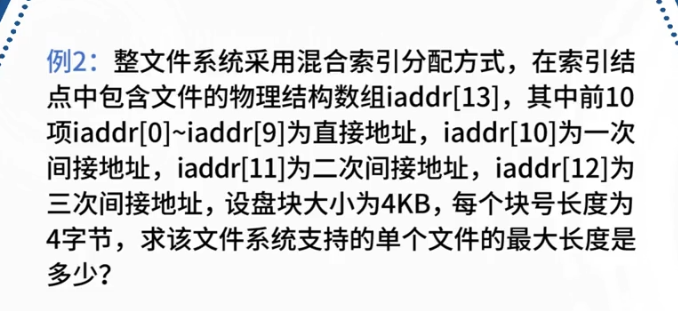 例2：整文件系统采用混合索引分配方式，在索引结
点中包含文件的物理结构数组iaddr[13]，其中前10
项iaddr[0]~iaddr[9]为直接地址，iaddr[10]为一次
间接地址，iaddr[11]为二次间接地址，iaddr[12]为
三次间接地址，设盘块大小为4KB，每个块号长度为
4字节，求该文件系统支持的单个文件的最大长度是
多少？